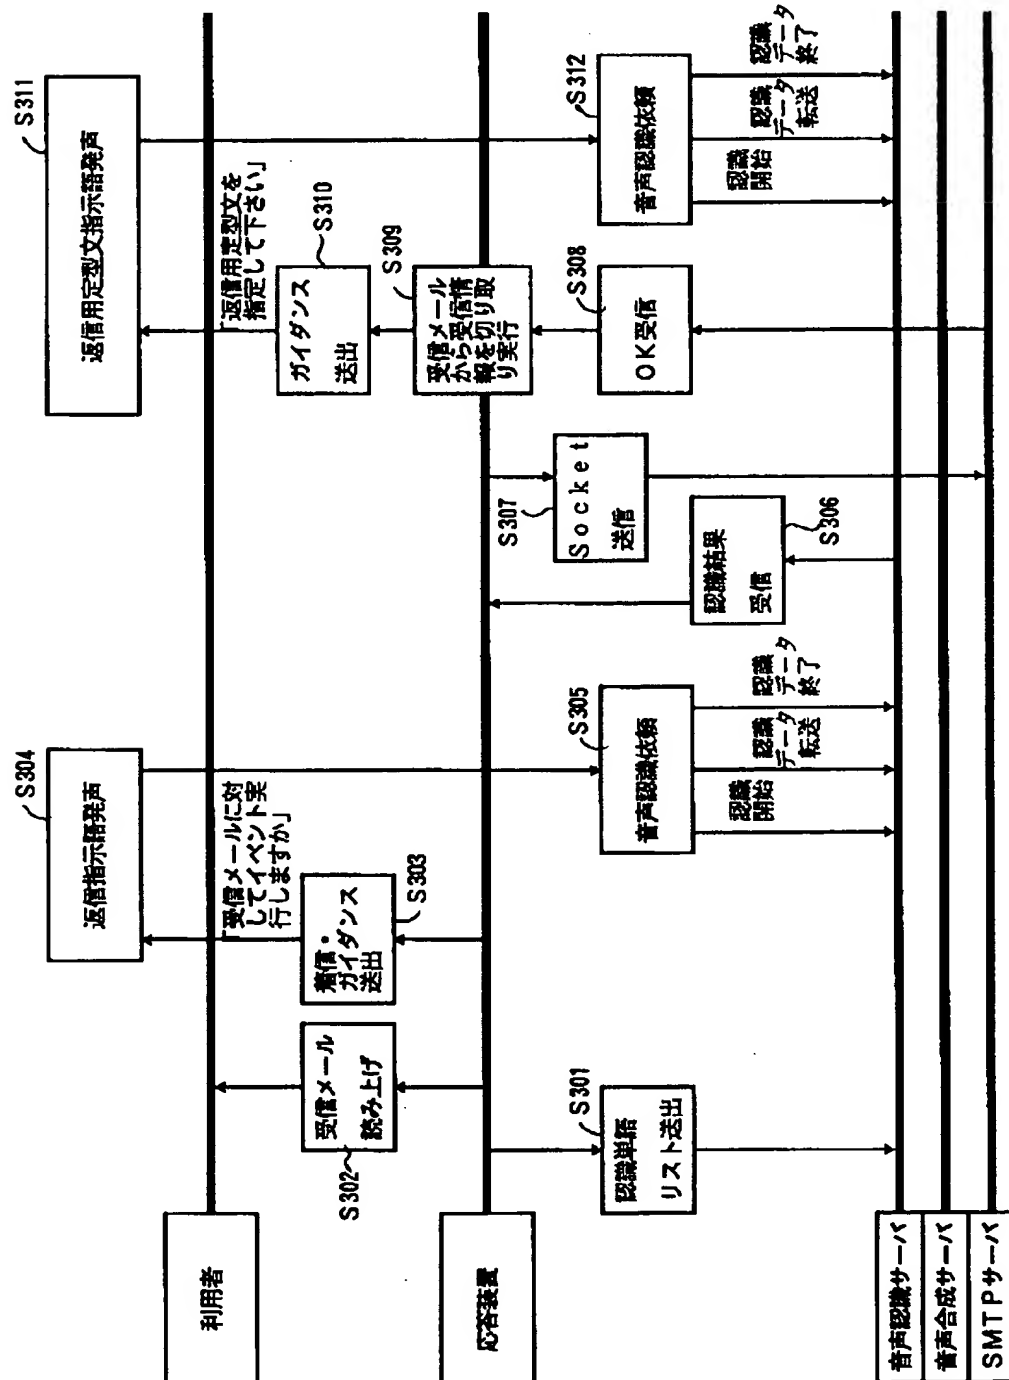 利用者
応答装置
音声認識サーバ
音声合成サーバ
SMTPサーバ
S301
認識単語
リスト送出
S302
受信メール
読み上げ
S303
着信・
ガイダンス
送出
「受信メールに対
してイベント実
行しますか」
S304
返信指示語発声
S305
音声認識依頼
認識
開始
認識
データ
転送
認識
データ
終了
S306
認識結果
受信
S307
Socket
送信
S308
OK受信
S309
受信メール
から受信情
報を切り取
り実行
S310
ガイダンス
送出
「返信用定型文を
指定して下さい」
S311
返信用定型文指示語発声
S312
音声認識依頼
認識
開始
認識
データ
転送
認識
データ
終了